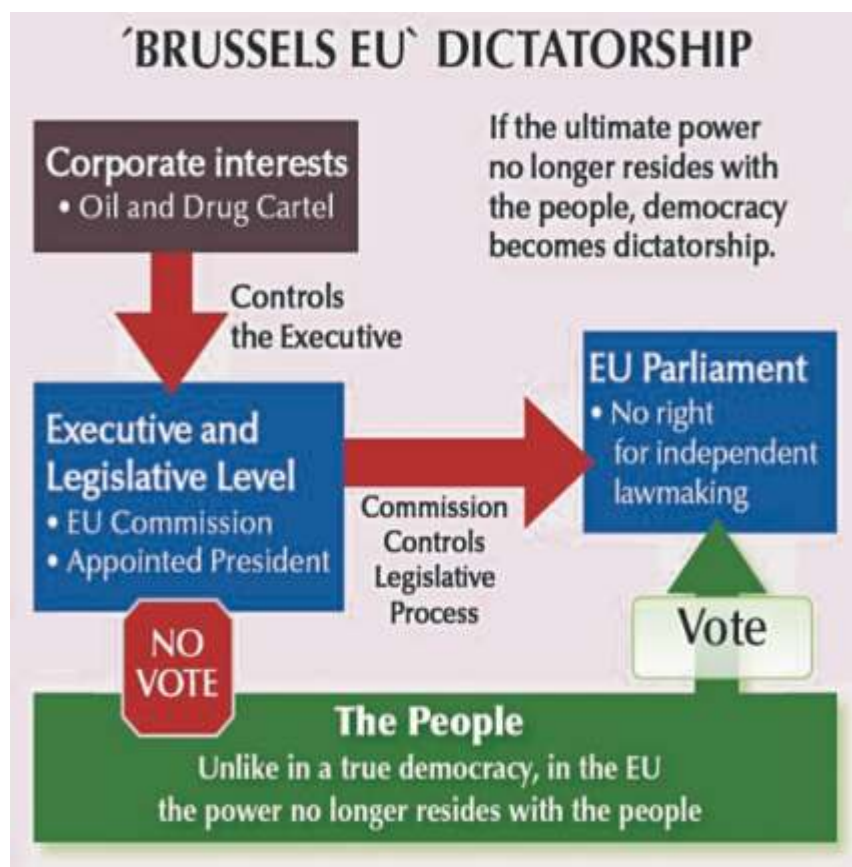 ´BRUSSELS EU` DICTATORSHIP
Corporate interests
• Oil and Drug Cartel
If the ultimate power
no longer resides with
the people, democracy
becomes dictatorship.
Controls
the Executive
Executive and
Legislative Level
• EU Commission
• Appointed President
Commission
Controls
Legislative
Process
EU Parliament
• No right
for independent
lawmaking
NO
VOTE
Vote
The People
Unlike in a true democracy, in the EU
the power no longer resides with the people